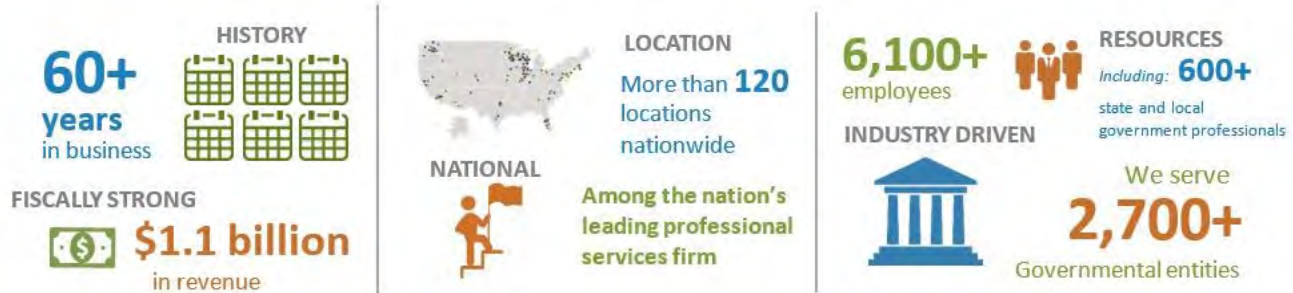 HISTORY
60+
years
in business
FISCALLY STRONG
$1.1 billion
in revenue
LOCATION
More than 120
locations
nationwide
NATIONAL
Among the nation's
leading professional
services firm
6,100+
employees
RESOURCES
Including: 600+
state and local
government professionals
INDUSTRY DRIVEN
We serve
2,700+
Governmental entities